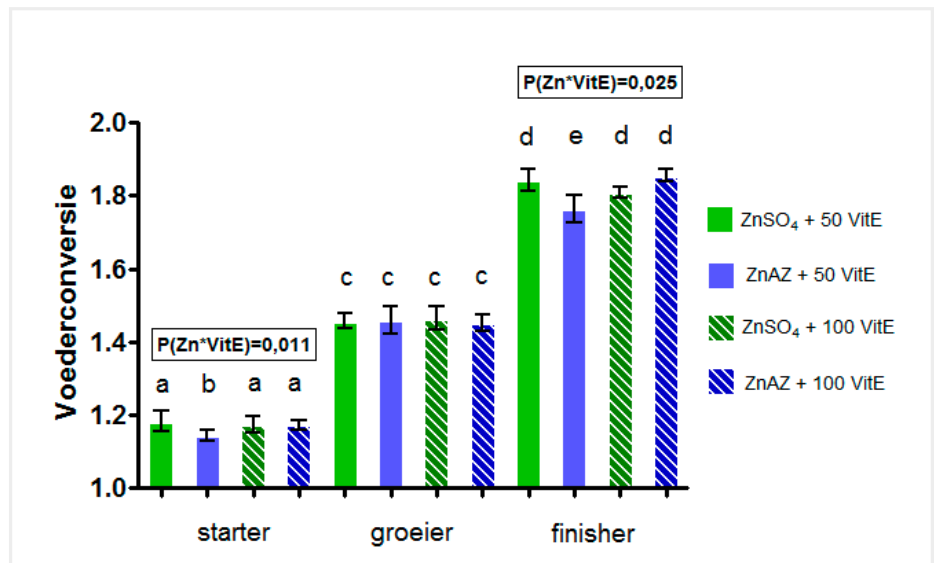 P(Zn*VitE)=0,025
d e d d
c c c c
P(Zn*VitE)=0,011
a b a a
Voederconversie
2.0
1.8
1.6
1.4
1.2
1.0
starter groeier finisher
ZnSO₄ + 50 VitE
ZnAZ + 50 VitE
ZnSO₄ + 100 VitE
ZnAZ + 100 VitE